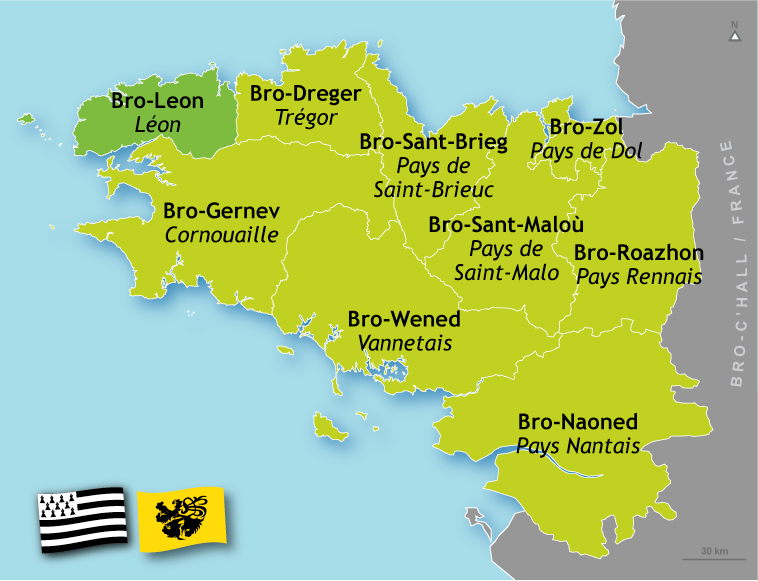 N
Bro-Leon
Léon
Bro-Dreger
Trégor
Bro-Sant-Brieg
Pays de
Saint-Brieuc
Bro-Zol
Pays de Dol
Bro-Gernev
Cornouaille
Bro-Sant-Maloù
Pays de
Saint-Malo
Bro-Roazhon
Pays Rennais
BRO-C'HALL / FRANCE
Bro-Wened
Vannetais
Bro-Naoned
Pays Nantais
30 km